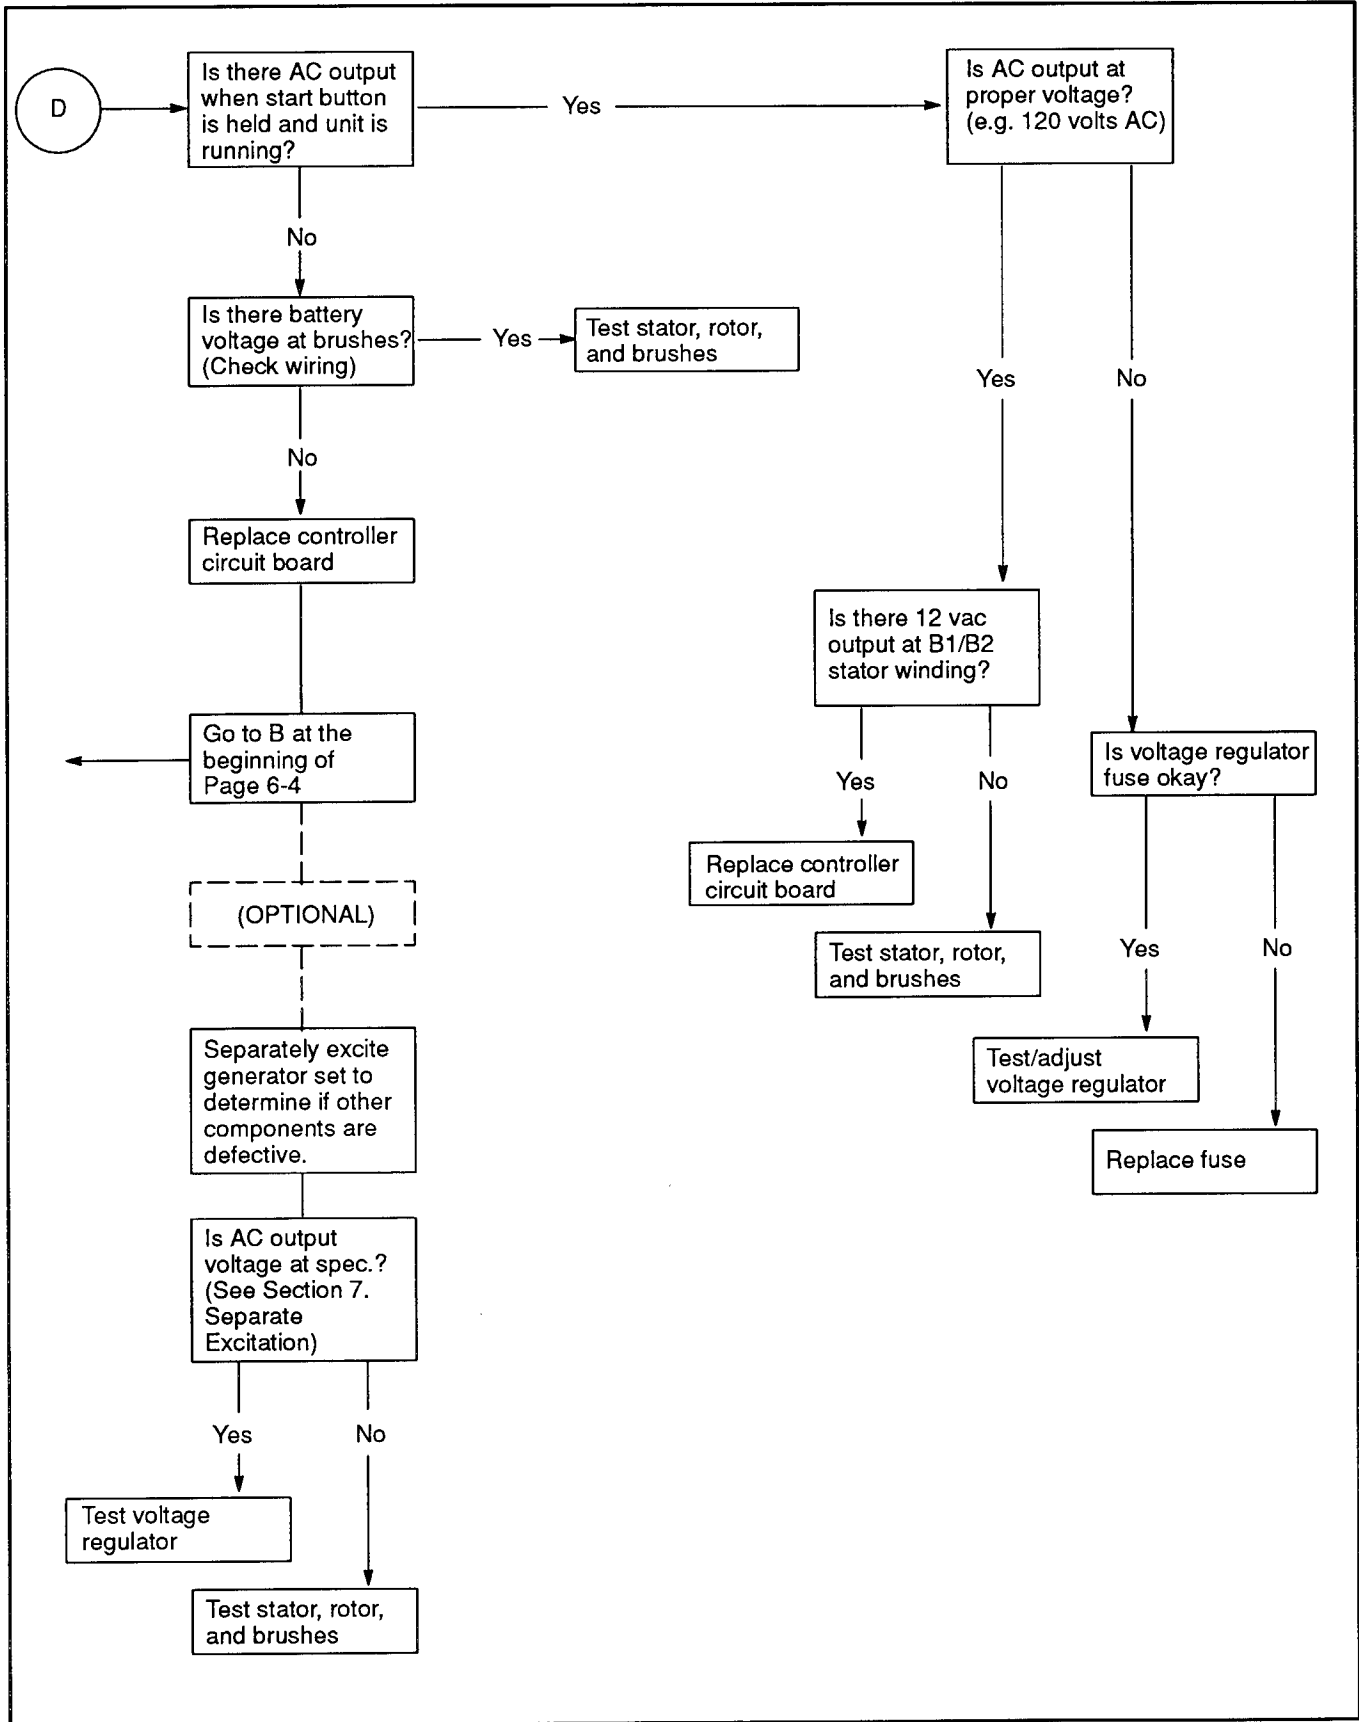 D
Is there AC output
when start button
is held and unit is
running?
Yes
Is AC output at
proper voltage?
(e.g. 120 volts AC)
No
Is there battery
voltage at brushes?
(Check wiring)
Yes
Test stator, rotor,
and brushes
Yes
No
No
Replace controller
circuit board
Is there 12 vac
output at B1/B2
stator winding?
Go to B at the
beginning of
Page 6-4
Is voltage regulator
fuse okay?
Yes
No
Replace controller
circuit board
(OPTIONAL)
Test stator, rotor,
and brushes
Yes
No
Separately excite
generator set to
determine if other
components are
defective.
Test/adjust
voltage regulator
Replace fuse
Is AC output
voltage at spec.?
(See Section 7.
Separate
Excitation)
Yes
No
Test voltage
regulator
Test stator, rotor,
and brushes